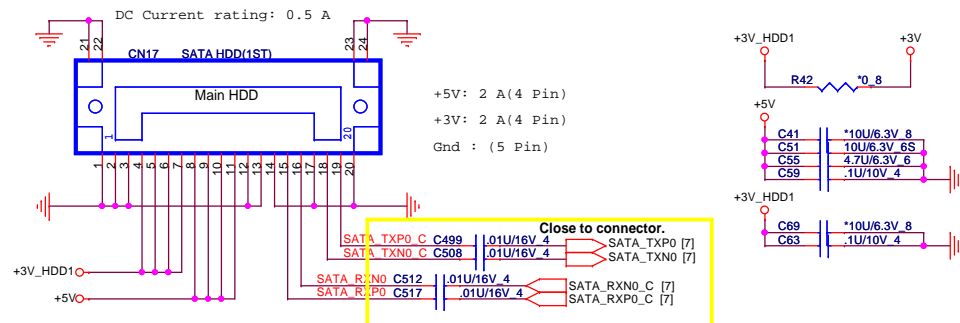 DC Current rating: 0.5 A
21
22
23
24
CN17 SATA HDD(1ST)
Main HDD
1
20
1
2
3
4
5
6
7
8
9
10
11
12
13
14
15
16
17
18
19
20
+5V: 2 A(4 Pin)
+3V: 2 A(4 Pin)
Gnd : (5 Pin)
+3V_HDD1
+5V
Close to connector.
SATA_TXP0_C C499 .01U/16V_4 SATA_TXP0 [7]
SATA_TXN0_C C508 .01U/16V_4 SATA_TXN0 [7]
SATA_RXN0 C512 .01U/16V_4 SATA_RXN0_C [7]
SATA_RXP0 C517 .01U/16V_4 SATA_RXP0_C [7]
+3V_HDD1 +3V
R42 *0_8
+5V
C41 *10U/6.3V_8
C51 10U/6.3V_6S
C55 4.7U/6.3V_6
C59 .1U/10V_4
+3V_HDD1
C69 *10U/6.3V_8
C63 .1U/10V_4